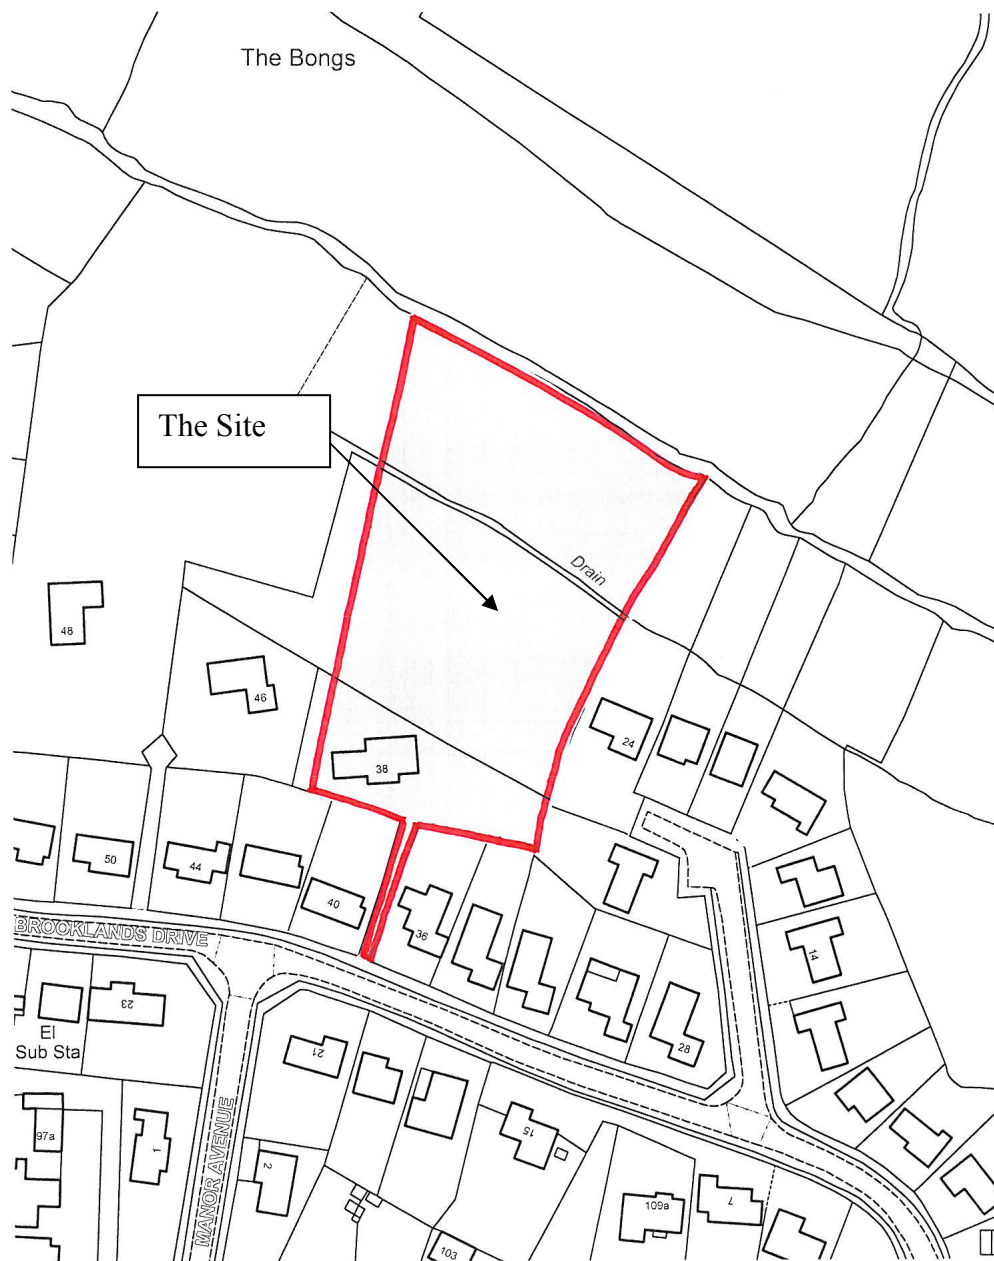 The Bongs
The Site
Drain
48
46
24
38
50
44
40
36
BROOKLANDS DRIVE
14
23
El
Sub Sta
21
28
97a
1
MANOR AVENUE
2
15
109a
7
103